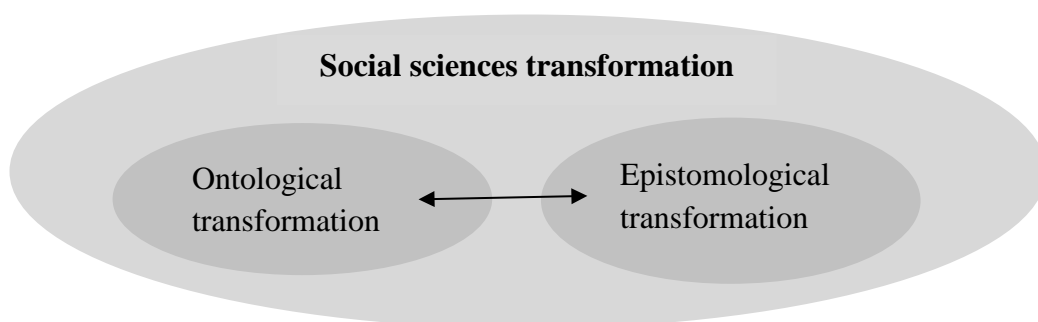 Social sciences transformation
Ontological
transformation
Epistomological
transformation